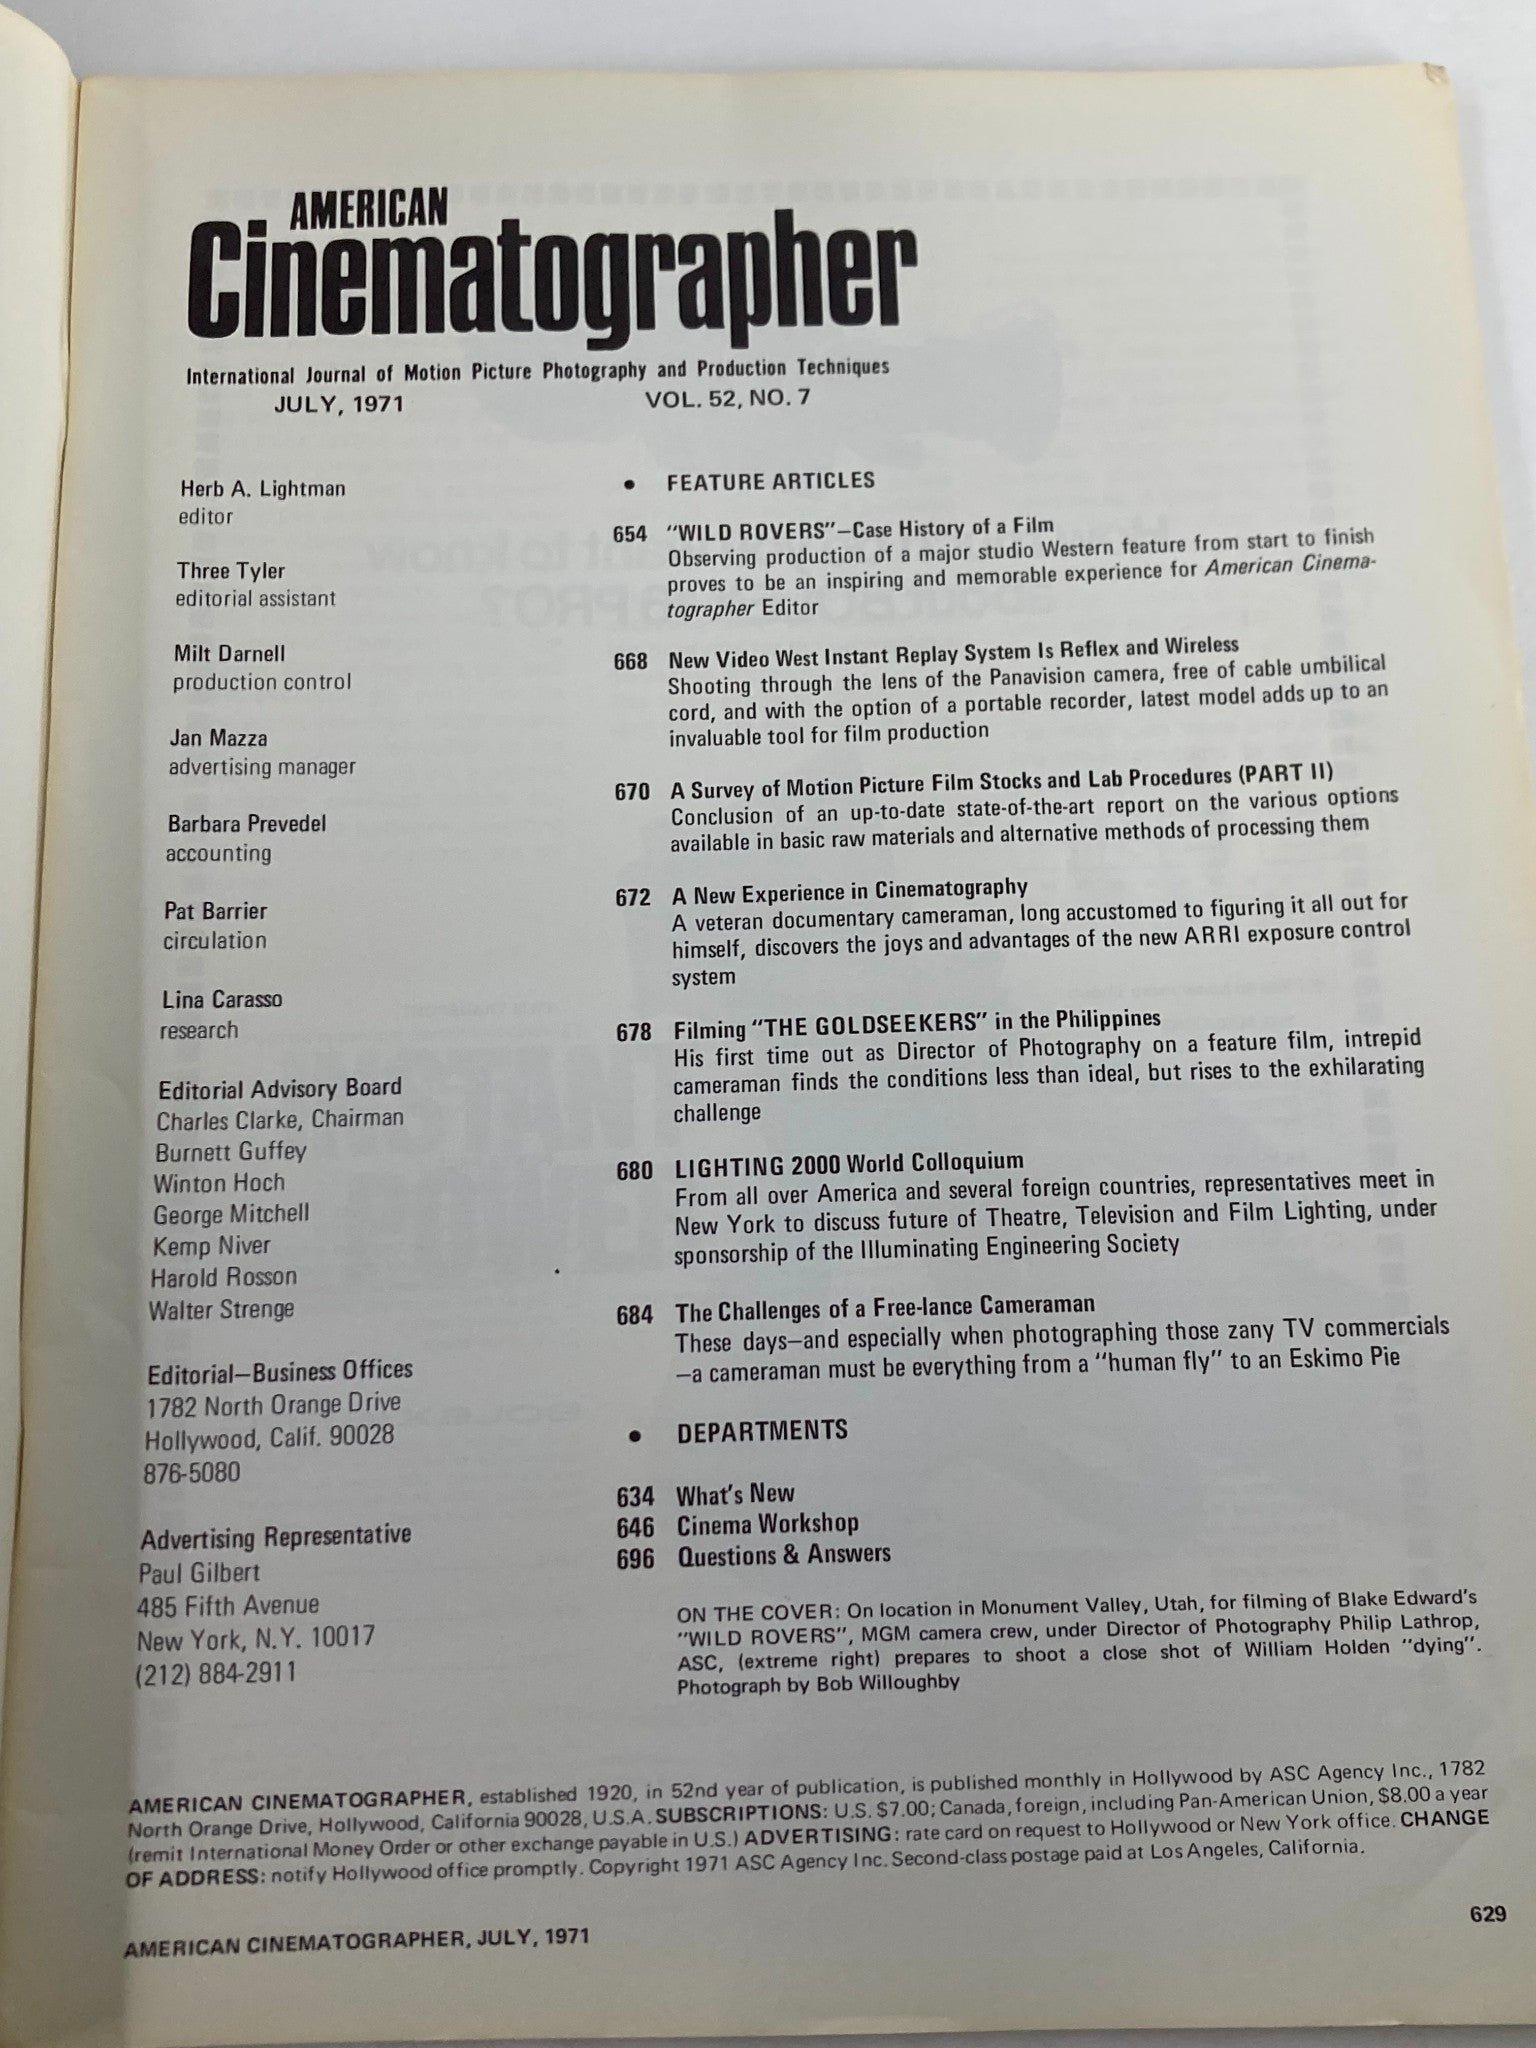 AMERICAN
Cinematographer
International Journal of Motion Picture Photography and Production Techniques
JULY, 1971 VOL. 52, NO. 7
Herb A. Lightman
editor
Three Tyler
editorial assistant
Milt Darnell
production control
Jan Mazza
advertising manager
Barbara Prevedel
accounting
Pat Barrier
circulation
Lina Carasso
research
Editorial Advisory Board
Charles Clarke, Chairman
Burnett Guffey
Winton Hoch
George Mitchell
Kemp Niver
Harold Rosson
Walter Strenge
Editorial—Business Offices
1782 North Orange Drive
Hollywood, Calif. 90028
876-5080
Advertising Representative
Paul Gilbert
485 Fifth Avenue
New York, N.Y. 10017
(212) 884-2911
• FEATURE ARTICLES
654 "WILD ROVERS"—Case History of a Film
Observing production of a major studio Western feature from start to finish
proves to be an inspiring and memorable experience for American Cinema-
tographer Editor
668 New Video West Instant Replay System Is Reflex and Wireless
Shooting through the lens of the Panavision camera, free of cable umbilical
cord, and with the option of a portable recorder, latest model adds up to an
invaluable tool for film production
670 A Survey of Motion Picture Film Stocks and Lab Procedures (PART II)
Conclusion of an up-to-date state-of-the-art report on the various options
available in basic raw materials and alternative methods of processing them
672 A New Experience in Cinematography
A veteran documentary cameraman, long accustomed to figuring it all out for
himself, discovers the joys and advantages of the new ARRI exposure control
system
678 Filming "THE GOLDSEEKERS" in the Philippines
His first time out as Director of Photography on a feature film, intrepid
cameraman finds the conditions less than ideal, but rises to the exhilarating
challenge
680 LIGHTING 2000 World Colloquium
From all over America and several foreign countries, representatives meet in
New York to discuss future of Theatre, Television and Film Lighting, under
sponsorship of the Illuminating Engineering Society
684 The Challenges of a Free-lance Cameraman
These days—and especially when photographing those zany TV commercials
—a cameraman must be everything from a "human fly" to an Eskimo Pie
• DEPARTMENTS
634 What's New
646 Cinema Workshop
696 Questions & Answers
ON THE COVER: On location in Monument Valley, Utah, for filming of Blake Edward's
"WILD ROVERS", MGM camera crew, under Director of Photography Philip Lathrop,
ASC, (extreme right) prepares to shoot a close shot of William Holden "dying".
Photograph by Bob Willoughby
AMERICAN CINEMATOGRAPHER, established 1920, in 52nd year of publication, is published monthly in Hollywood by ASC Agency Inc., 1782
North Orange Drive, Hollywood, California 90028, U.S.A. SUBSCRIPTIONS: U.S. $7.00; Canada, foreign, including Pan-American Union, $8.00 a year
(remit International Money Order or other exchange payable in U.S.) ADVERTISING: rate card on request to Hollywood or New York office. CHANGE
OF ADDRESS: notify Hollywood office promptly. Copyright 1971 ASC Agency Inc. Second-class postage paid at Los Angeles, California.
AMERICAN CINEMATOGRAPHER, JULY, 1971
629